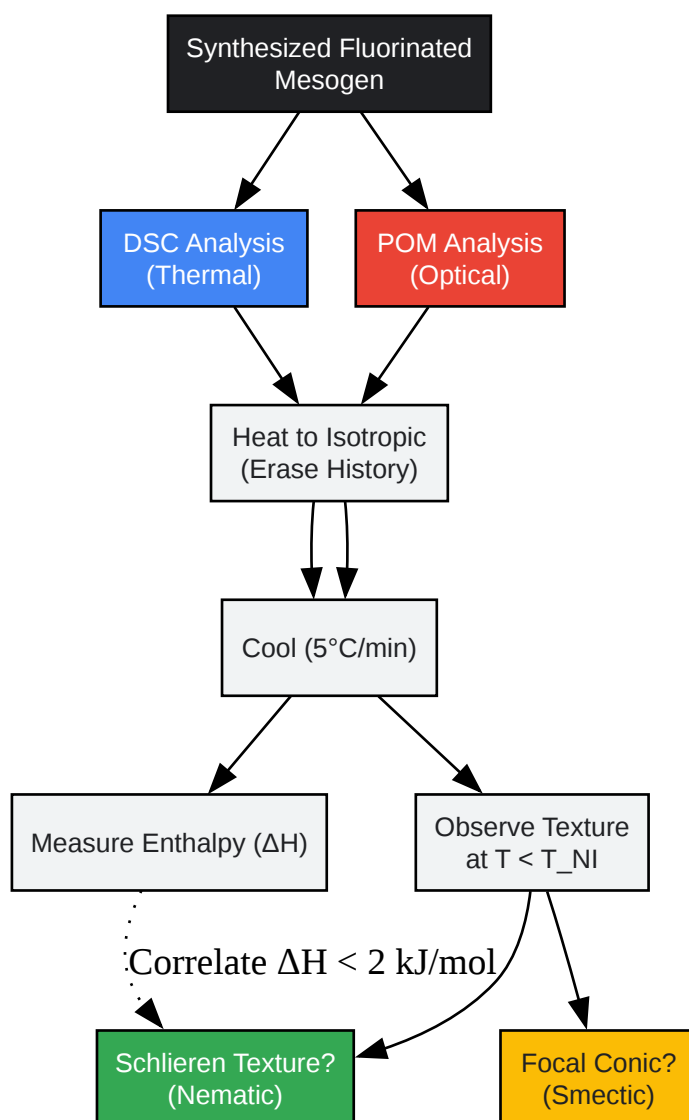 Synthesized Fluorinated
Mesogen
DSC Analysis
(Thermal)
POM Analysis
(Optical)
Heat to Isotropic
(Erase History)
Cool (5°C/min)
Measure Enthalpy (ΔH)
Observe Texture
at T < T_NI
Correlate ΔH < 2 kJ/mol
Schlieren Texture?
(Nematic)
Focal Conic?
(Smectic)